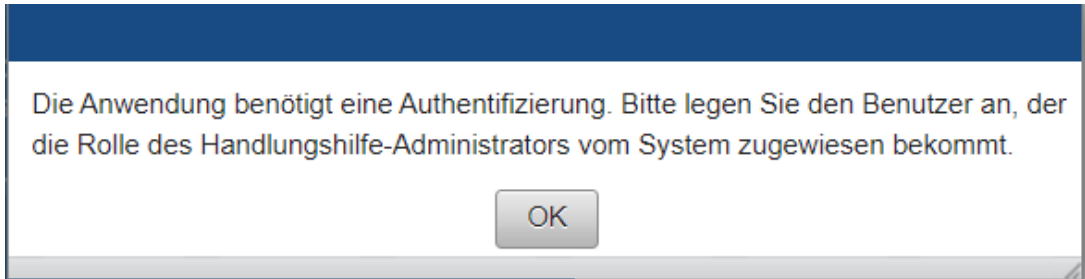 Die Anwendung benötigt eine Authentifizierung. Bitte legen Sie den Benutzer an, der
die Rolle des Handlungshilfe-Administrators vom System zugewiesen bekommt.
OK